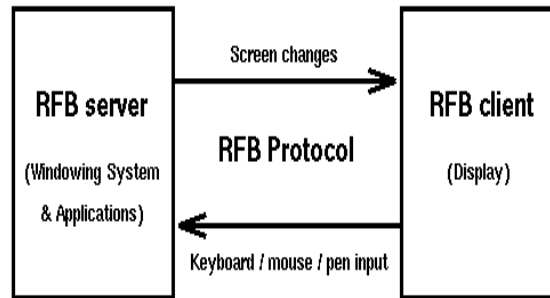 Screen changes
RFB server
(Windowing System
& Applications)
RFB Protocol
RFB client
(Display)
Keyboard / mouse / pen input